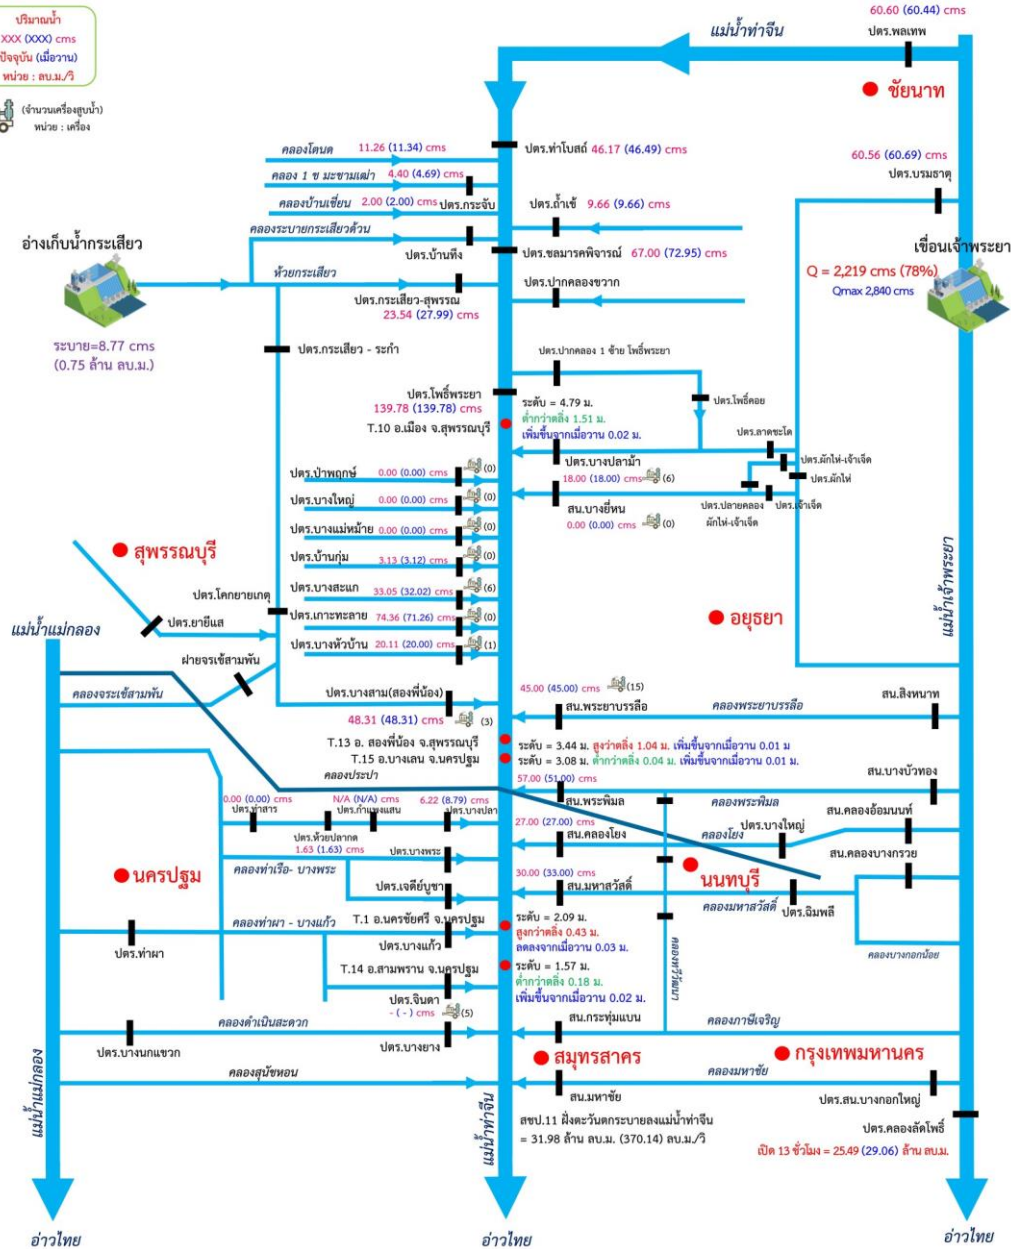 ปริมาณน้ำ
XXX (XXX) cms
ปัจจุบัน (เมื่อวาน)
หน่วย : ลบ.ม./วิ
(จำนวนเครื่องสูบน้ำ)
หน่วย : เครื่อง
60.60 (60.44) cms
ปตร.พลเทพ
แม่น้ำท่าจีน
ชัยนาท
คลองโดนด 11.26 (11.34) cms
ปตร.ท่าโบสถ์ 46.17 (46.49) cms
60.56 (60.69) cms
ปตร.บรมธาตุ
คลอง 1 ข มะขามเฒ่า 4.40 (4.69) cms
คลองบ้านเชี่ยน 2.00 (2.00) cms ปตร.กระจับ
ปตร.ถ้ำเข้ 9.66 (9.66) cms
คลองระบายกระเสียวด้วน
อ่างเก็บน้ำกระเสียว
ปตร.บ้านทึง
ปตร.ชลมารคพิจารณ์ 67.00 (72.95) cms
เขื่อนเจ้าพระยา
Q = 2,219 cms (78%)
Qmax 2,840 cms
ห้วยกระเสียว
ปตร.ปากคลองขวาก
ปตร.กระเสียว-สุพรรณ
23.54 (27.99) cms
ระบาย=8.77 cms
(0.75 ล้าน ลบ.ม.)
ปตร.กระเสียว - ระกำ
ปตร.ปากคลอง 1 ซ้าย โพธิ์พระยา
ปตร.โพธิ์พระยา
139.78 (139.78) cms
ปตร.โพธิ์คอย
T.10 อ.เมือง จ.สุพรรณบุรี
ระดับ = 4.79 ม.
ต่ำกว่าตลิ่ง 1.51 ม.
เพิ่มขึ้นจากเมื่อวาน 0.02 ม.
ปตร.ลาดชะโด
ปตร.บางปลาม้า
18.00 (18.00) cms (6)
ปตร.ผักไห่-เจ้าเจ็ด
ปตร.ผักไห่
ปตร.ป่าพฤกษ์ 0.00 (0.00) cms (0)
ปตร.ปลายคลอง
ผักไห่-เจ้าเจ็ด
ปตร.เจ้าเจ็ด
ปตร.บางใหญ่ 0.00 (0.00) cms (0)
สน.บางยี่หน
0.00 (0.00) cms (0)
ปตร.บางแม่หม้าย 0.00 (0.00) cms (0)
ปตร.บ้านกุ่ม 3.13 (3.12) cms (0)
สุพรรณบุรี
ปตร.บางสะแก 33.05 (32.02) cms (6)
ปตร.โคกยายเกตุ
ปตร.เกาะทะลาย 74.36 (71.26) cms (0)
ปตร.บางหัวบ้าน 20.11 (20.00) cms (1)
แม่น้ำเจ้าพระยา
อยุธยา
ปตร.ยายีแส
แม่น้ำแม่กลอง
ฝายจรเข้สามพัน
คลองจระเข้สามพัน
ปตร.บางสาม(สองพี่น้อง)
48.31 (48.31) cms (3)
45.00 (45.00) cms (15)
สน.พระยาบรรลือ
คลองพระยาบรรลือ
สน.สิงหนาท
T.13 อ. สองพี่น้อง จ.สุพรรณบุรี
ระดับ = 3.44 ม. สูงว่าตลิ่ง 1.04 ม. เพิ่มขึ้นจากเมื่อวาน 0.01 ม
T.15 อ.บางเลน จ.นครปฐม
ระดับ = 3.08 ม. ต่ำกว่าตลิ่ง 0.04 ม. เพิ่มขึ้นจากเมื่อวาน 0.01 ม.
คลองประปา
57.00 (51.00) cms
สน.พระพิมล
คลองพระพิมล
สน.บางบัวทอง
0.00 (0.00) cms
ปตร.ท่าสาร
N/A (N/A) cms
ปตร.กำแพงแสน
6.22 (8.79) cms
ปตร.บางปลา
ปตร.ห้วยปลากด
1.63 (1.63) cms
27.00 (27.00) cms
สน.คลองโยง
คลองโยง
ปตร.บางใหญ่
สน.คลองอ้อมนนท์
สน.คลองบางกรวย
ปตร.บางพระ
คลองท่าเรือ- บางพระ
นครปฐม
ปตร.เจดีย์บูชา
30.00 (33.00) cms
สน.มหาสวัสดิ์
นนทบุรี
คลองมหาสวัสดิ์
ปตร.ฉิมพลี
คลองท่าผา - บางแก้ว
ปตร.ท่าผา
T.1 อ.นครชัยศรี จ.นครปฐม
ปตร.บางแก้ว
ระดับ = 2.09 ม.
สูงกว่าตลิ่ง 0.43 ม.
ลดลงจากเมื่อวาน 0.03 ม.
คลองทวีวัฒนา
คลองบางกอกน้อย
T.14 อ.สามพราน จ.นครปฐม
ระดับ = 1.57 ม.
ต่ำกว่าตลิ่ง 0.18 ม.
เพิ่มขึ้นจากเมื่อวาน 0.02 ม.
ปตร.จินดา
- ( - ) cms (5)
คลองดำเนินสะดวก
ปตร.บางนกแขวก
ปตร.บางยาง
สน.กระทุ่มแบน
คลองภาษีเจริญ
สมุทรสาคร
กรุงเทพมหานคร
คลองสุนัขหอน
คลองมหาชัย
สน.มหาชัย
ปตร.สน.บางกอกใหญ่
แม่น้ำแม่กลอง
แม่น้ำท่าจีน
สชป.11 ฝั่งตะวันตกระบายลงแม่น้ำท่าจีน
= 31.98 ล้าน ลบ.ม. (370.14) ลบ.ม./วิ
ปตร.คลองลัดโพธิ์
เปิด 13 ชั่วโมง = 25.49 (29.06) ล้าน ลบ.ม.
อ่าวไทย
อ่าวไทย
อ่าวไทย